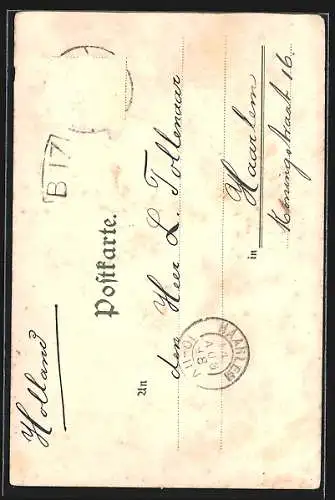 Postkarte.
An den Heer L. Tollenaar
in Haarlem
Koningstraat 16.
Holland
B 17
HAARLEM